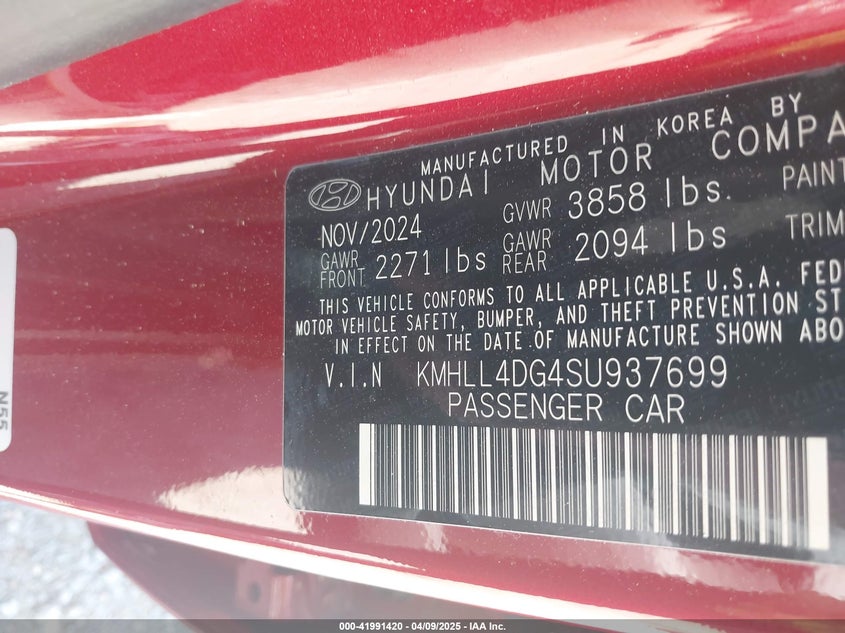 MANUFACTURED IN KOREA BY
HYUNDAI MOTOR COMPA
NOV/2024 GVWR 3858 lbs. PAINT
GAWR FRONT 2271 lbs GAWR REAR 2094 lbs TRIM
THIS VEHICLE CONFORMS TO ALL APPLICABLE U.S.A. FEDE
MOTOR VEHICLE SAFETY, BUMPER, AND THEFT PREVENTION ST
IN EFFECT ON THE DATE OF MANUFACTURE SHOWN ABO
V.I.N KMHLL4DG4SU937699
PASSENGER CAR
N55
000-41991420 | 04/09/2025 - IAA Inc.